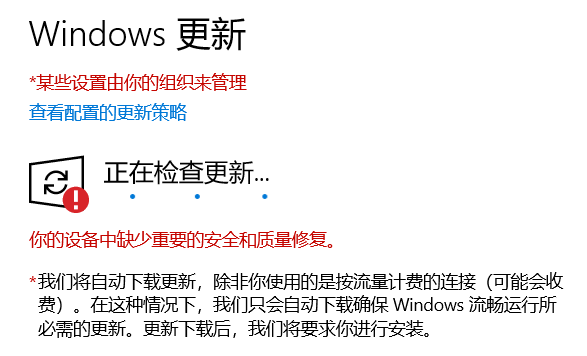 Windows 更新
*某些设置由你的组织来管理
查看配置的更新策略
正在检查更新...
你的设备中缺少重要的安全和质量修复。
*我们将自动下载更新，除非你使用的是按流量计费的连接（可能会收
费）。在这种情况下，我们只会自动下载确保 Windows 流畅运行所
必需的更新。更新下载后，我们将要求你进行安装。